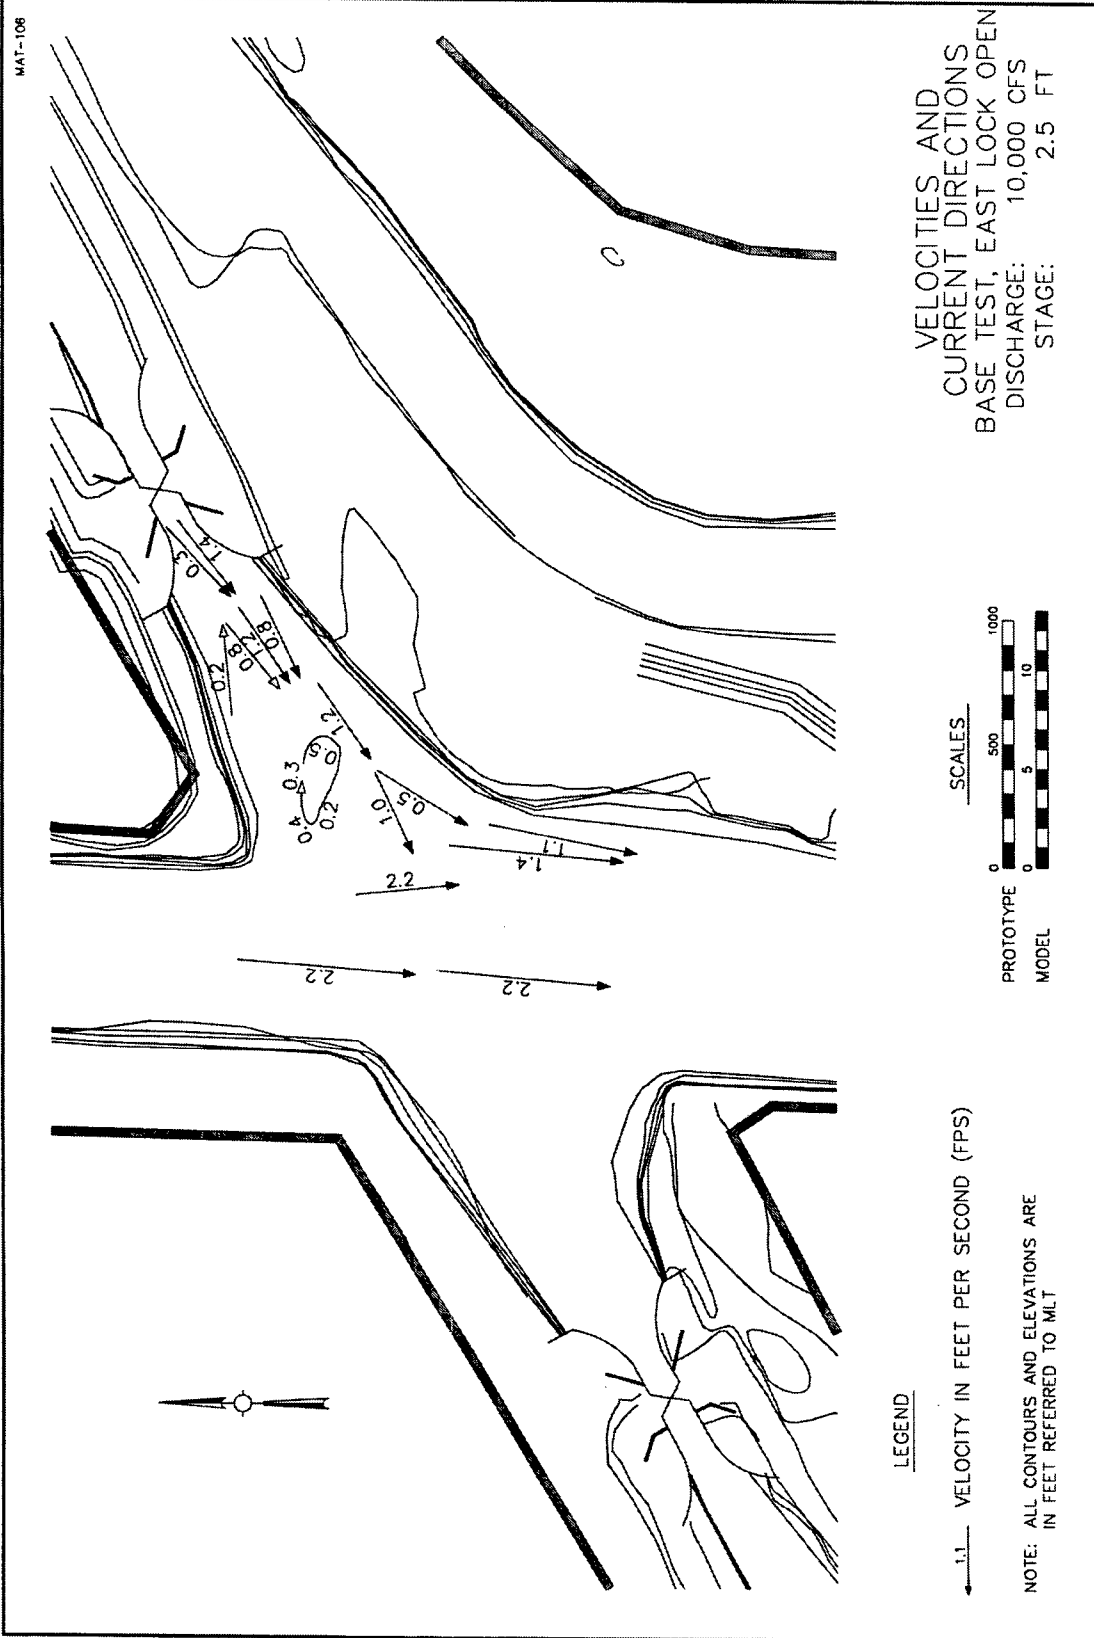 MAT-106
0.3
1.4
0.2
0.8
1.2
0.8
1.2
0.3
0.5
0.4
0.2
1.0
0.5
2.2
1.4
1.1
2.2
2.2
LEGEND
1.1 VELOCITY IN FEET PER SECOND (FPS)
NOTE: ALL CONTOURS AND ELEVATIONS ARE
IN FEET REFERRED TO MLT
SCALES
PROTOTYPE 0 500 1000
MODEL 0 5 10
VELOCITIES AND
CURRENT DIRECTIONS
BASE TEST, EAST LOCK OPEN
DISCHARGE: 10,000 CFS
STAGE: 2.5 FT